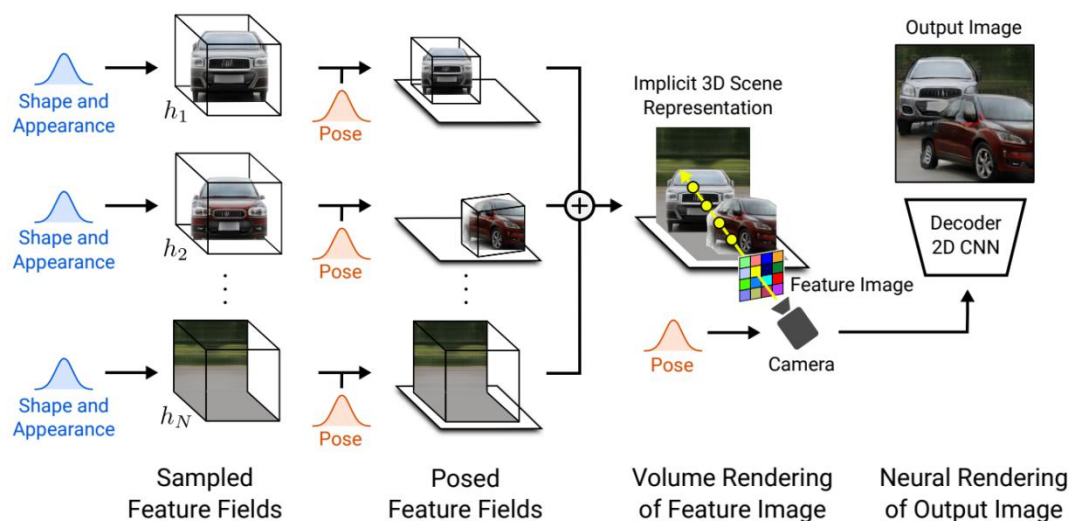 Shape and
Appearance
h₁
Pose
Shape and
Appearance
h₂
Pose
Shape and
Appearance
h_N
Pose
+
Implicit 3D Scene
Representation
Feature Image
Pose
Camera
Output Image
Decoder
2D CNN
Sampled
Feature Fields
Posed
Feature Fields
Volume Rendering
of Feature Image
Neural Rendering
of Output Image